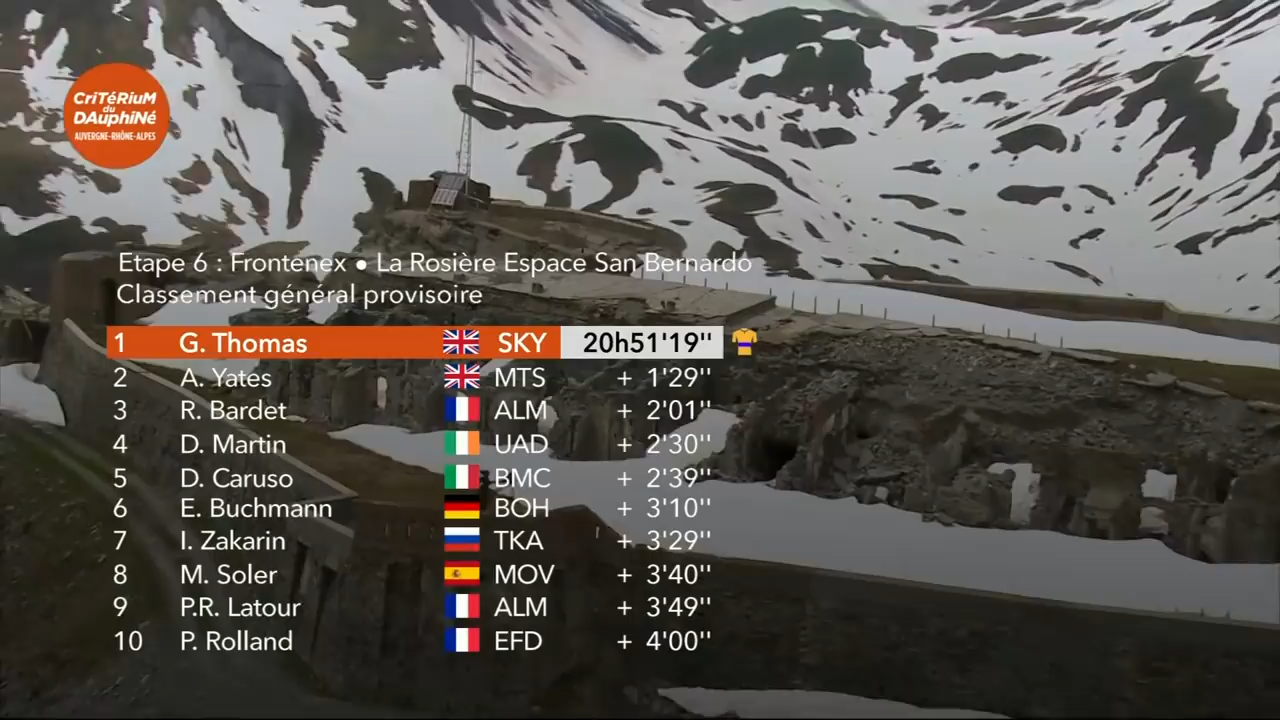 CriTéRiuM
du
DAuphiNé
AUVERGNE-RHÔNE-ALPES
Etape 6 : Frontenex • La Rosière Espace San Bernardo
Classement général provisoire
1 G. Thomas SKY 20h51'19''
2 A. Yates MTS + 1'29''
3 R. Bardet ALM + 2'01''
4 D. Martin UAD + 2'30''
5 D. Caruso BMC + 2'39''
6 E. Buchmann BOH + 3'10''
7 I. Zakarin TKA + 3'29''
8 M. Soler MOV + 3'40''
9 P.R. Latour ALM + 3'49''
10 P. Rolland EFD + 4'00''